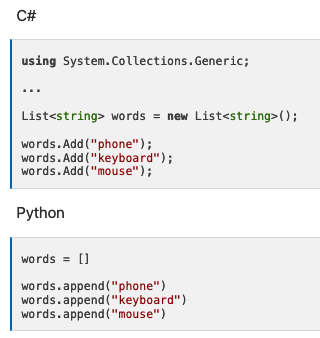 C#
using System.Collections.Generic;
...
List<string> words = new List<string>();
words.Add("phone");
words.Add("keyboard");
words.Add("mouse");
Python
words = []
words.append("phone")
words.append("keyboard")
words.append("mouse")